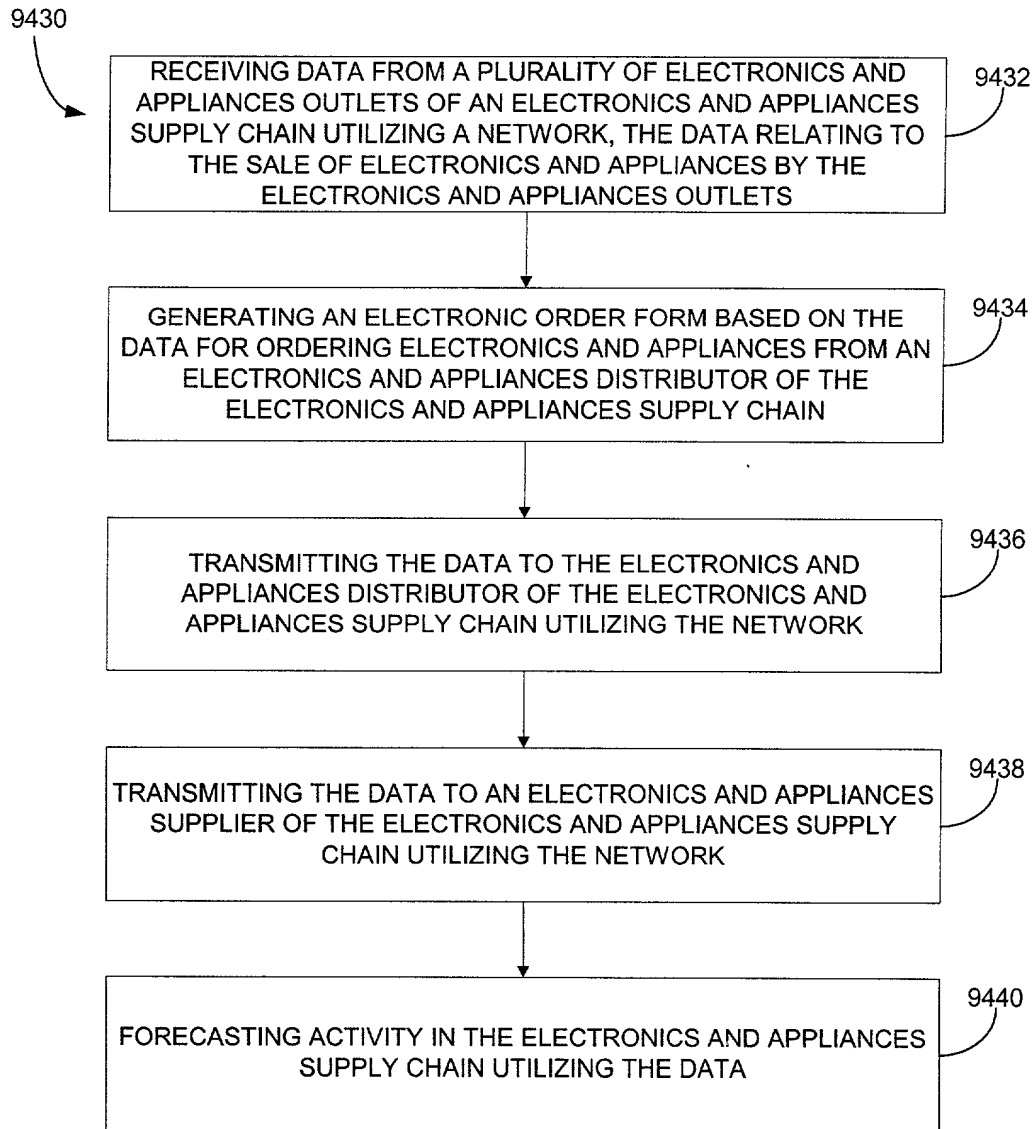 9430
RECEIVING DATA FROM A PLURALITY OF ELECTRONICS AND
APPLIANCES OUTLETS OF AN ELECTRONICS AND APPLIANCES
SUPPLY CHAIN UTILIZING A NETWORK, THE DATA RELATING TO
THE SALE OF ELECTRONICS AND APPLIANCES BY THE
ELECTRONICS AND APPLIANCES OUTLETS
9432
GENERATING AN ELECTRONIC ORDER FORM BASED ON THE
DATA FOR ORDERING ELECTRONICS AND APPLIANCES FROM AN
ELECTRONICS AND APPLIANCES DISTRIBUTOR OF THE
ELECTRONICS AND APPLIANCES SUPPLY CHAIN
9434
TRANSMITTING THE DATA TO THE ELECTRONICS AND
APPLIANCES DISTRIBUTOR OF THE ELECTRONICS AND
APPLIANCES SUPPLY CHAIN UTILIZING THE NETWORK
9436
TRANSMITTING THE DATA TO AN ELECTRONICS AND APPLIANCES
SUPPLIER OF THE ELECTRONICS AND APPLIANCES SUPPLY
CHAIN UTILIZING THE NETWORK
9438
FORECASTING ACTIVITY IN THE ELECTRONICS AND APPLIANCES
SUPPLY CHAIN UTILIZING THE DATA
9440